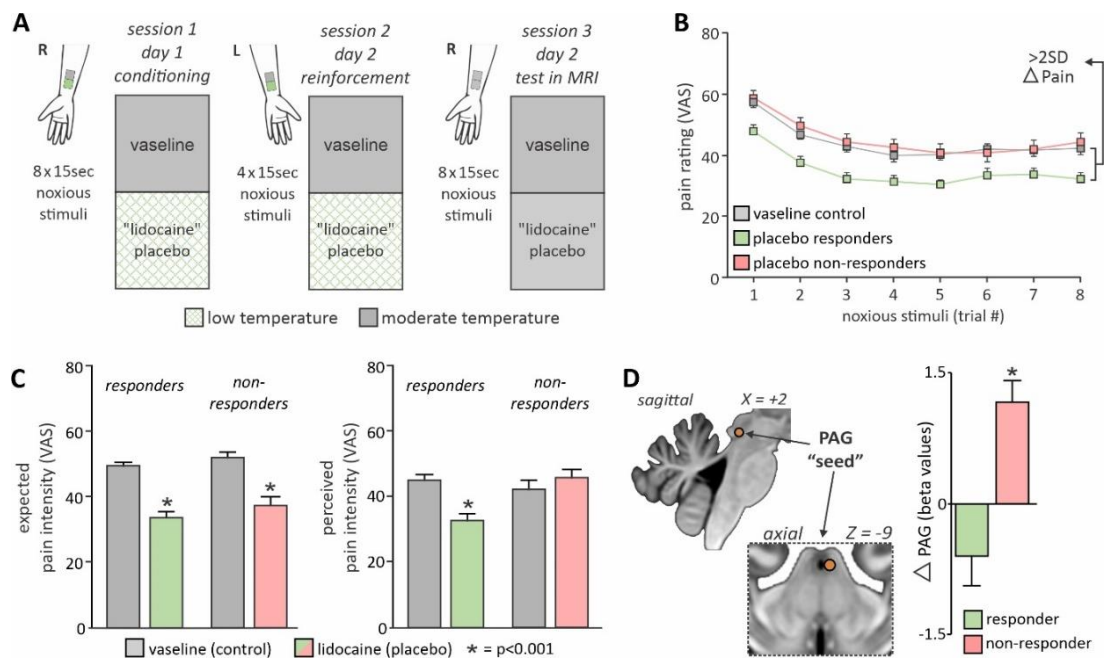 A
R
session 1
day 1
conditioning
8 x 15sec
noxious
stimuli
vaseline
"lidocaine"
placebo
L
session 2
day 2
reinforcement
4 x 15sec
noxious
stimuli
vaseline
"lidocaine"
placebo
R
session 3
day 2
test in MRI
8 x 15sec
noxious
stimuli
vaseline
"lidocaine"
placebo
low temperature
moderate temperature
B
>2SD
△ Pain
pain rating (VAS)
80
60
40
20
0
vaseline control
placebo responders
placebo non-responders
1 2 3 4 5 6 7 8
noxious stimuli (trial #)
C
expected
pain intensity (VAS)
80
60
40
20
0
responders
non-
responders
*
*
perceived
pain intensity (VAS)
80
60
40
20
0
responders
non-
responders
*
vaseline (control)
lidocaine (placebo)
* = p<0.001
D
sagittal
X = +2
PAG
"seed"
axial
Z = -9
△ PAG (beta values)
1.5
0
-1.5
*
responder
non-responder